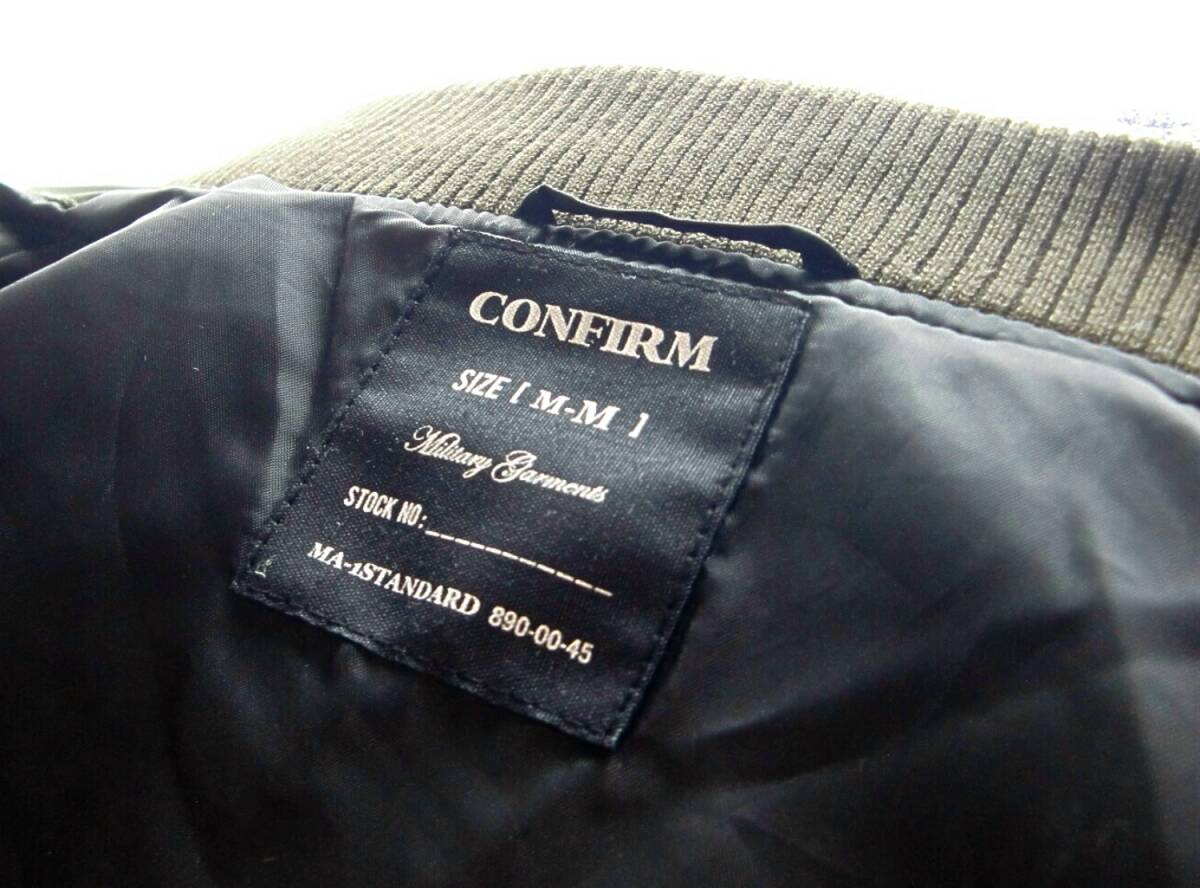 CONFIRM
SIZE [ M-M ]
Military Garments
STOCK NO:__________
MA-1STANDARD 890-00-45